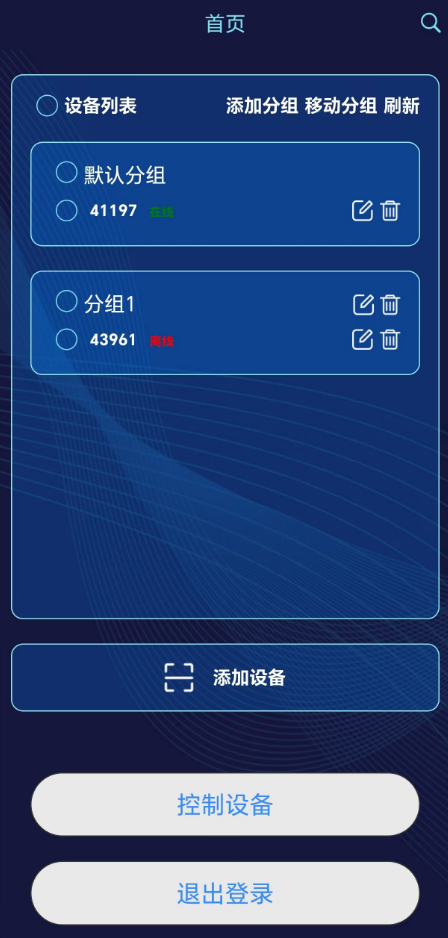 首页
设备列表 添加分组 移动分组 刷新
默认分组
41197 在线
分组1
43961 离线
添加设备
控制设备
退出登录